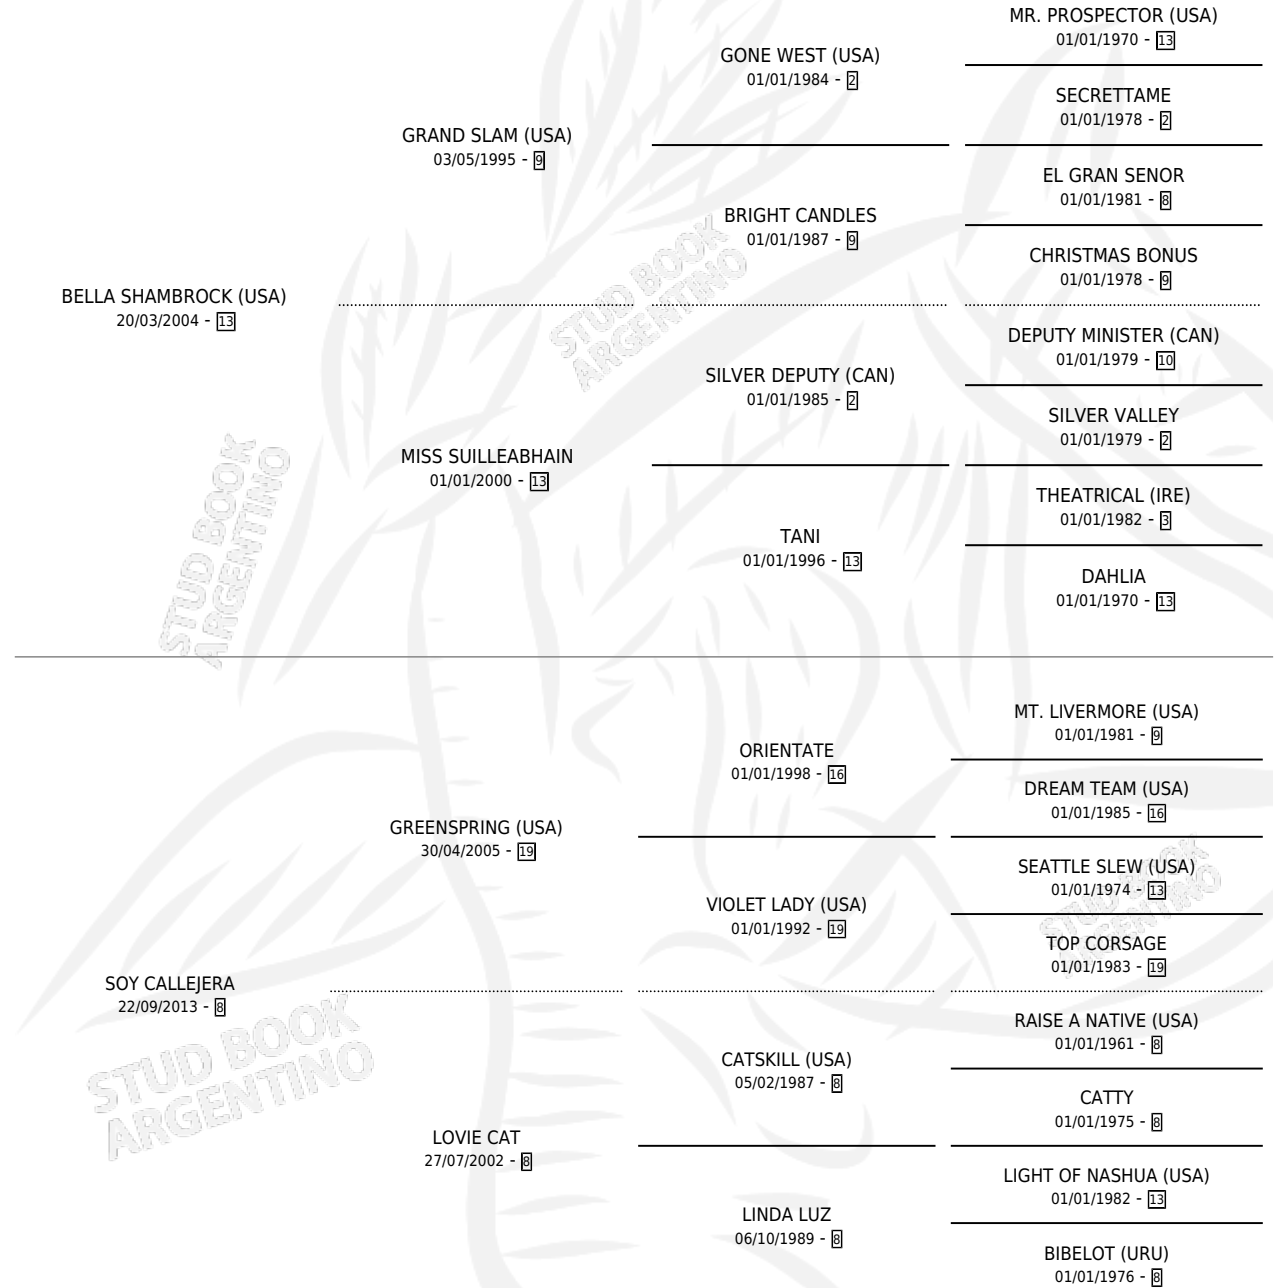 MR. PROSPECTOR (USA)
01/01/1970 - 13
GONE WEST (USA)
01/01/1984 - 2
SECRETTAME
01/01/1978 - 2
GRAND SLAM (USA)
03/05/1995 - 9
EL GRAN SENOR
01/01/1981 - 8
BRIGHT CANDLES
01/01/1987 - 9
CHRISTMAS BONUS
01/01/1978 - 9
BELLA SHAMBROCK (USA)
20/03/2004 - 13
STUD BOOK
ARGENTINO
DEPUTY MINISTER (CAN)
01/01/1979 - 10
SILVER DEPUTY (CAN)
01/01/1985 - 2
SILVER VALLEY
01/01/1979 - 2
MISS SUILLEABHAIN
01/01/2000 - 13
THEATRICAL (IRE)
01/01/1982 - 3
TANI
01/01/1996 - 13
DAHLIA
01/01/1970 - 13
STUD BOOK
ARGENTINO
MT. LIVERMORE (USA)
01/01/1981 - 9
ORIENTATE
01/01/1998 - 16
DREAM TEAM (USA)
01/01/1985 - 16
GREENSPRING (USA)
30/04/2005 - 19
SEATTLE SLEW (USA)
01/01/1974 - 13
VIOLET LADY (USA)
01/01/1992 - 19
STUD BOOK
ARGENTINO
TOP CORSAGE
01/01/1983 - 19
SOY CALLEJERA
22/09/2013 - 8
RAISE A NATIVE (USA)
01/01/1961 - 8
CATSKILL (USA)
05/02/1987 - 8
CATTY
01/01/1975 - 8
STUD BOOK
ARGENTINO
LOVIE CAT
27/07/2002 - 8
LIGHT OF NASHUA (USA)
01/01/1982 - 13
LINDA LUZ
06/10/1989 - 8
BIBELOT (URU)
01/01/1976 - 8